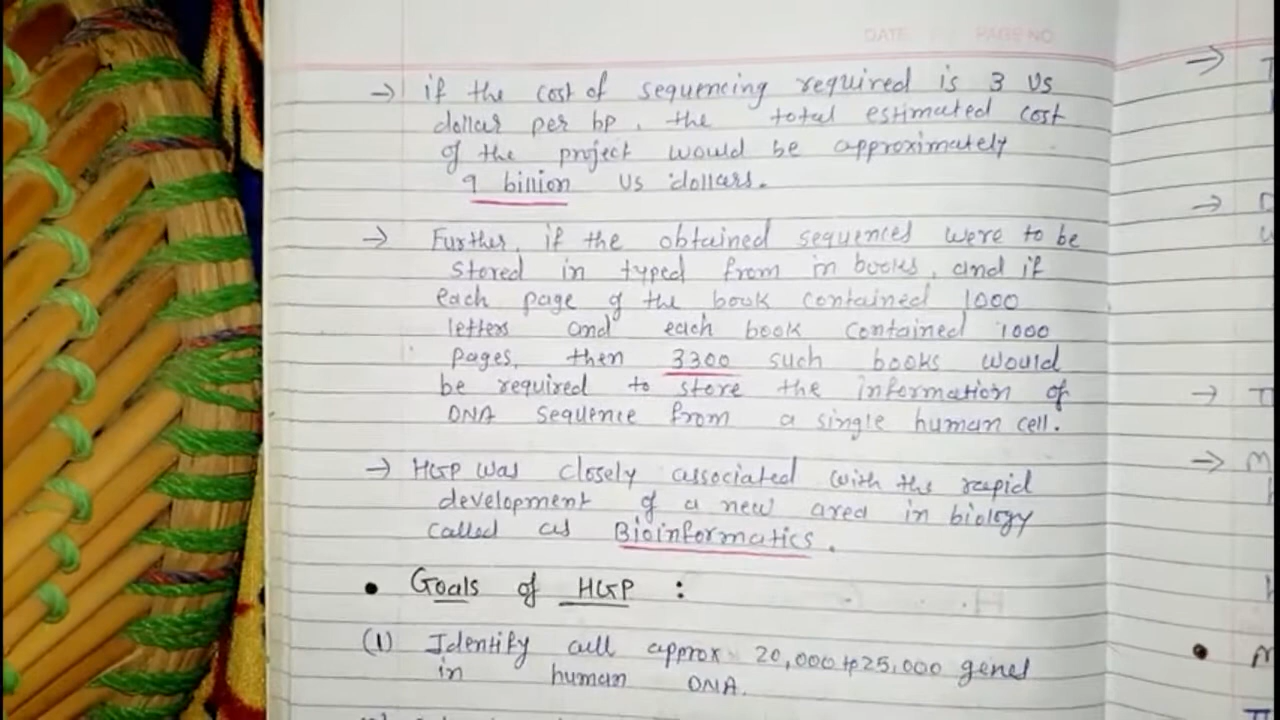 DATE PAGE NO
→ if the cost of sequencing required is 3 US
dollar per bp, the total estimated cost
of the project would be approximately
9 billion US dollars.
→ Further, if the obtained sequences were to be
stored in typed from in books, and if
each page of the book contained 1000
letters and each book contained 1000
pages, then 3300 such books would
be required to store the information of
DNA sequence from a single human cell.
→ HGP was closely associated with the rapid
development of a new area in biology
called as Bioinformatics.
• Goals of HGP :
(1) Identify all approx 20,000 to 25,000 genes
in human DNA.